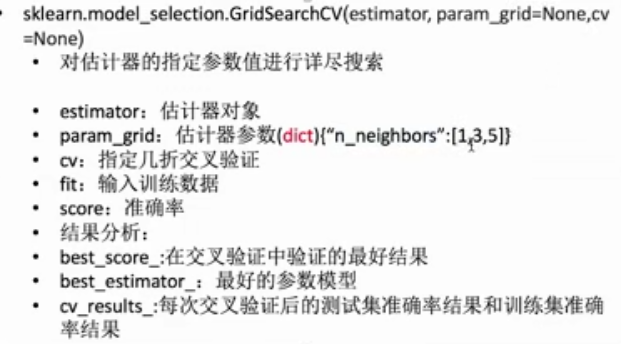 • sklearn.model_selection.GridSearchCV(estimator, param_grid=None,cv
=None)
• 对估计器的指定参数值进行详尽搜索
• estimator：估计器对象
• param_grid：估计器参数(dict){“n_neighbors”:[1,3,5]}
• cv：指定几折交叉验证
• fit：输入训练数据
• score：准确率
• 结果分析：
• best_score_:在交叉验证中验证的最好结果
• best_estimator_：最好的参数模型
• cv_results_:每次交叉验证后的测试集准确率结果和训练集准确
率结果